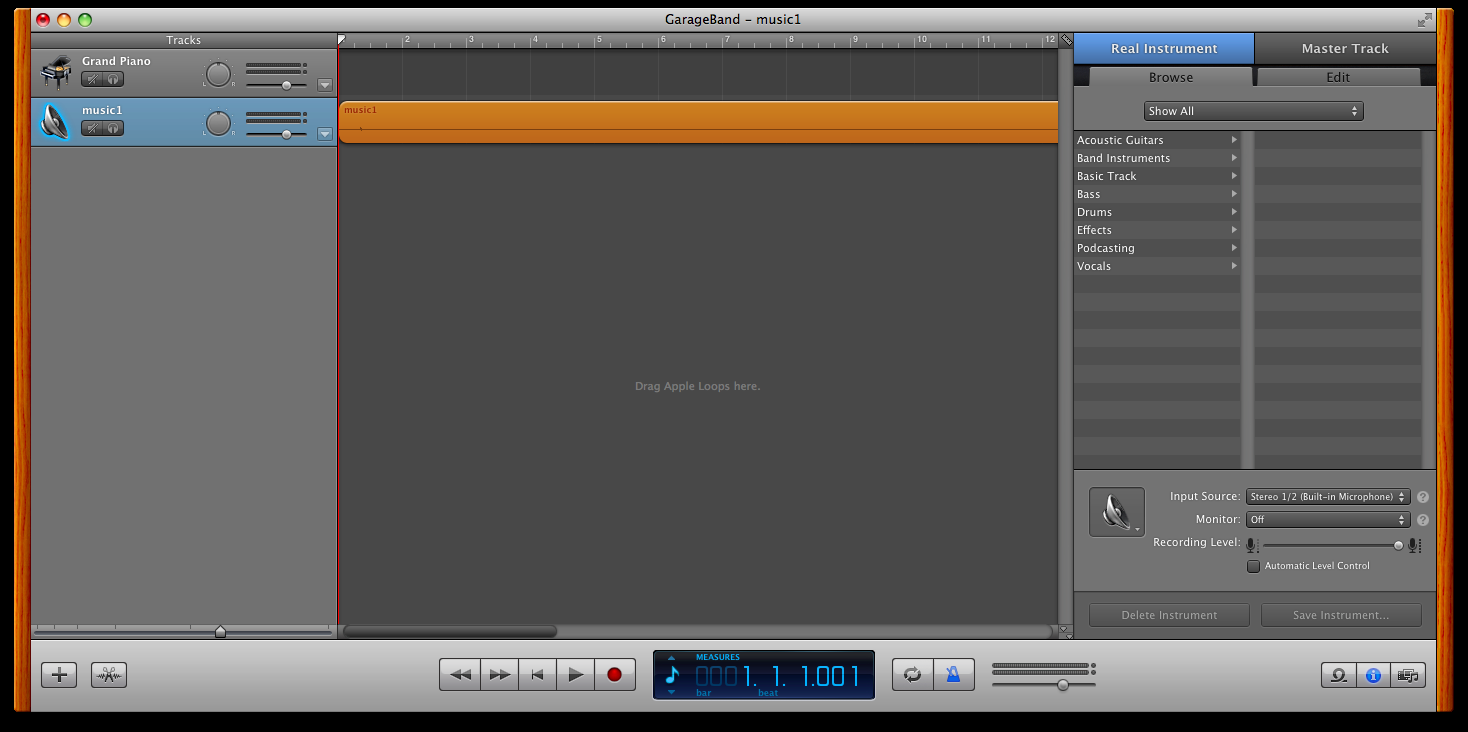 GarageBand – music1
Tracks
2 3 4 5 6 7 8 9 10 11 12
Real Instrument
Master Track
Grand Piano
L R
Browse
Edit
music1
L R
music1
Show All
Acoustic Guitars
Band Instruments
Basic Track
Bass
Drums
Effects
Podcasting
Vocals
Drag Apple Loops here.
Input Source: Stereo 1/2 (Built-in Microphone) ?
Monitor: Off ?
Recording Level:
Automatic Level Control
Delete Instrument
Save Instrument...
MEASURES
0001. 1. 1.001
bar beat